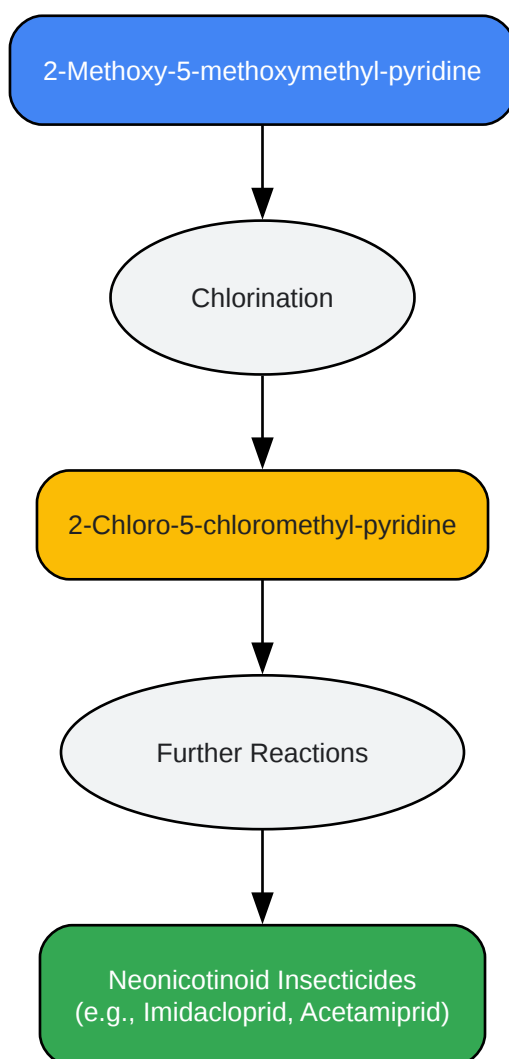 2-Methoxy-5-methoxymethyl-pyridine
Chlorination
2-Chloro-5-chloromethyl-pyridine
Further Reactions
Neonicotinoid Insecticides
(e.g., Imidacloprid, Acetamiprid)